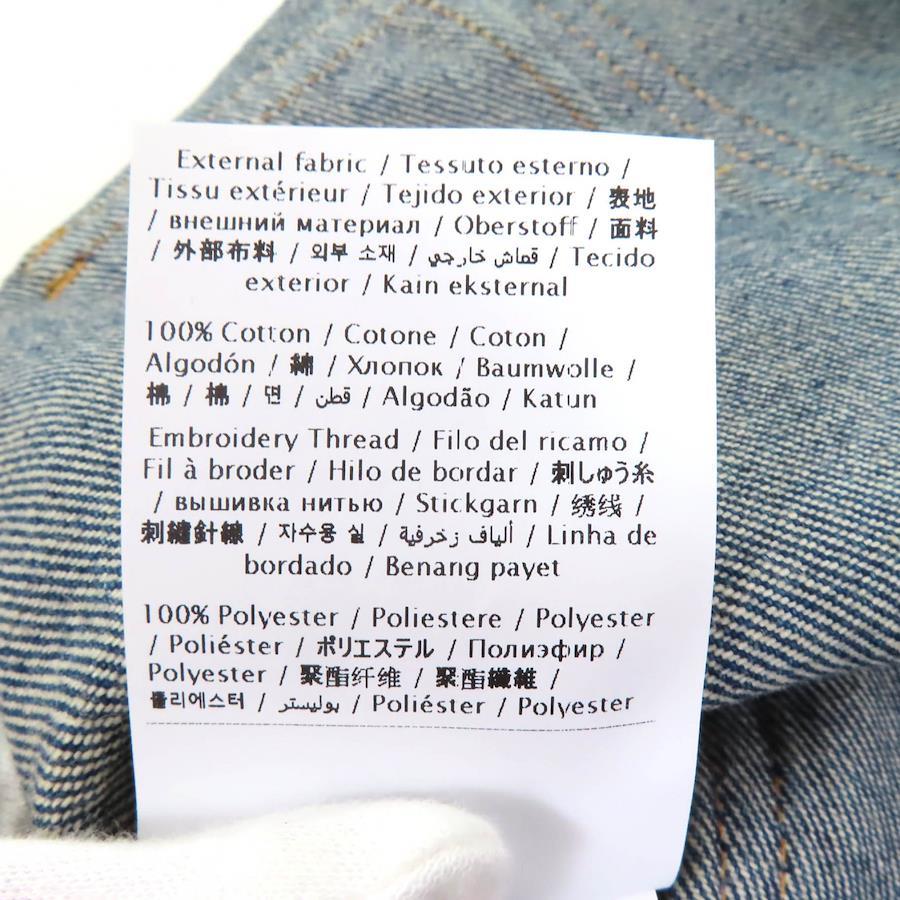 External fabric / Tessuto esterno /
Tissu extérieur / Tejido exterior / 表地
/ внешний материал / Oberstoff / 面料
/ 外部布料 / 외부 소재 / قماش خارجي / Tecido
exterior / Kain eksternal
100% Cotton / Cotone / Coton /
Algodón / 綿 / Хлопок / Baumwolle /
棉 / 棉 / 면 / قطن / Algodão / Katun
Embroidery Thread / Filo del ricamo /
Fil à broder / Hilo de bordar / 刺しゅう糸
/ вышивка нитью / Stickgarn / 绣线 /
刺繡針線 / 자수용 실 / ألياف زخرفية / Linha de
bordado / Benang payet
100% Polyester / Poliestere / Polyester
/ Poliéster / ポリエステル / Полиэфир /
Polyester / 聚酯纤维 / 聚酯纖維 /
폴리에스터 / بوليستر / Poliéster / Polyester